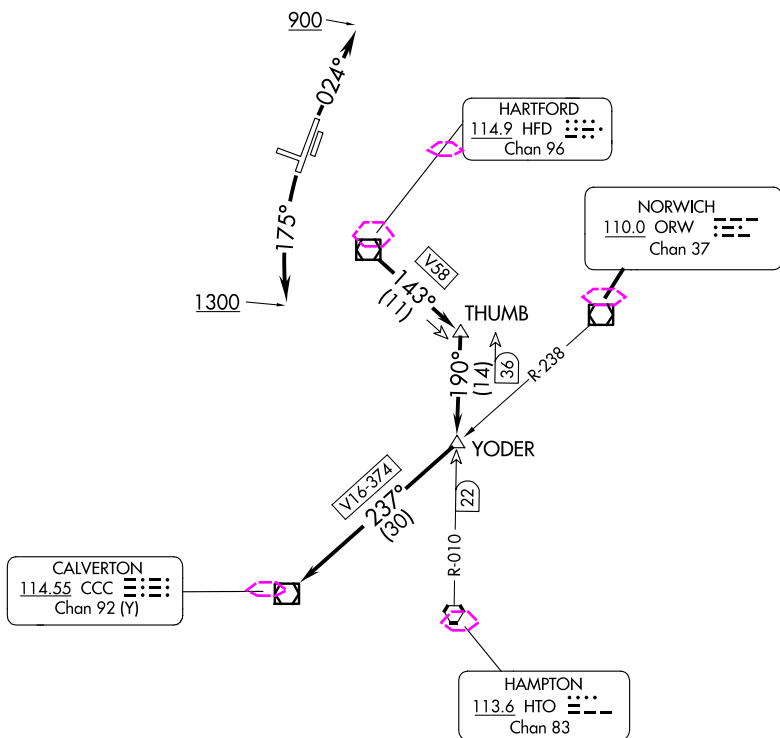 900
024°
175°
1300
HARTFORD
114.9 HFD
Chan 96
NORWICH
110.0 ORW
Chan 37
V58
143°
(11)
THUMB
36
190°
(14)
R-238
YODER
V16-374
237°
(30)
22
R-010
CALVERTON
114.55 CCC
Chan 92 (Y)
HAMPTON
113.6 HTO
Chan 83